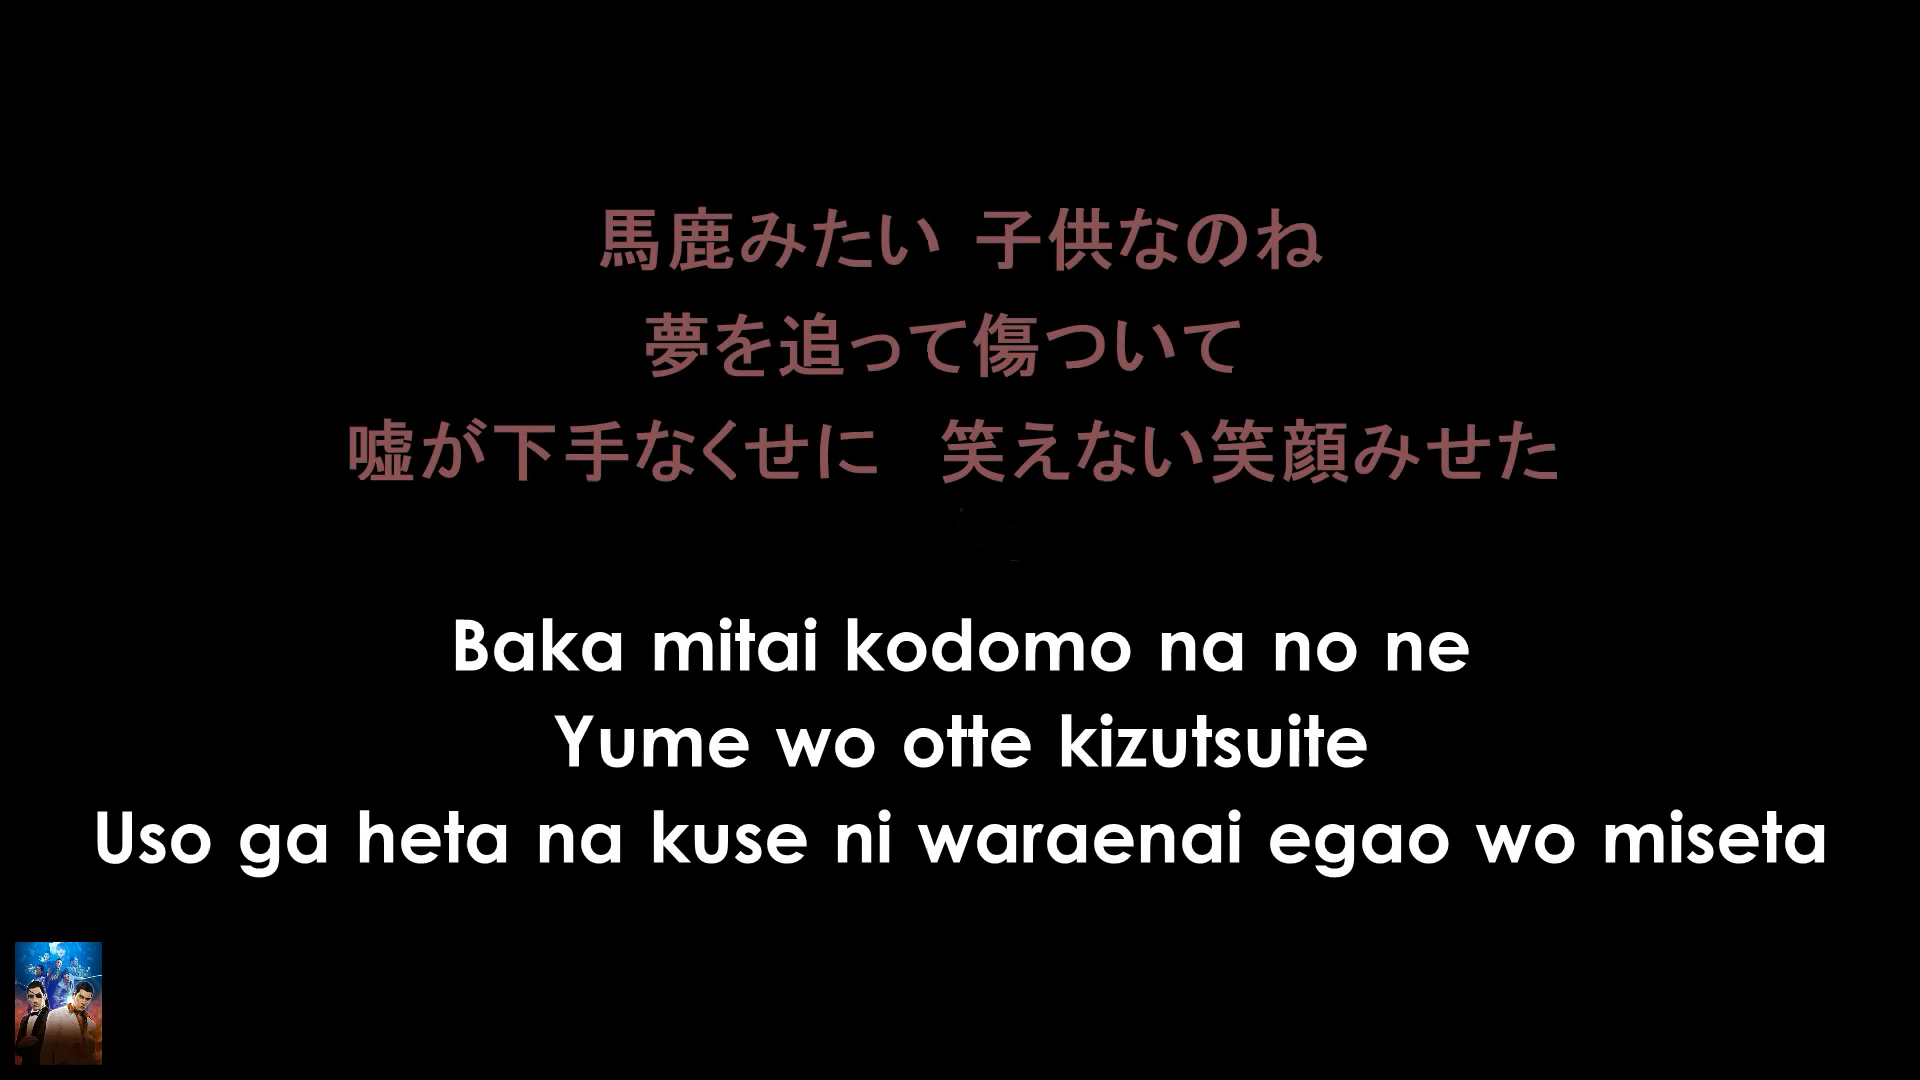 馬鹿みたい 子供なのね
夢を追って傷ついて
嘘が下手なくせに　笑えない笑顔みせた
Baka mitai kodomo na no ne
Yume wo otte kizutsuite
Uso ga heta na kuse ni waraenai egao wo miseta